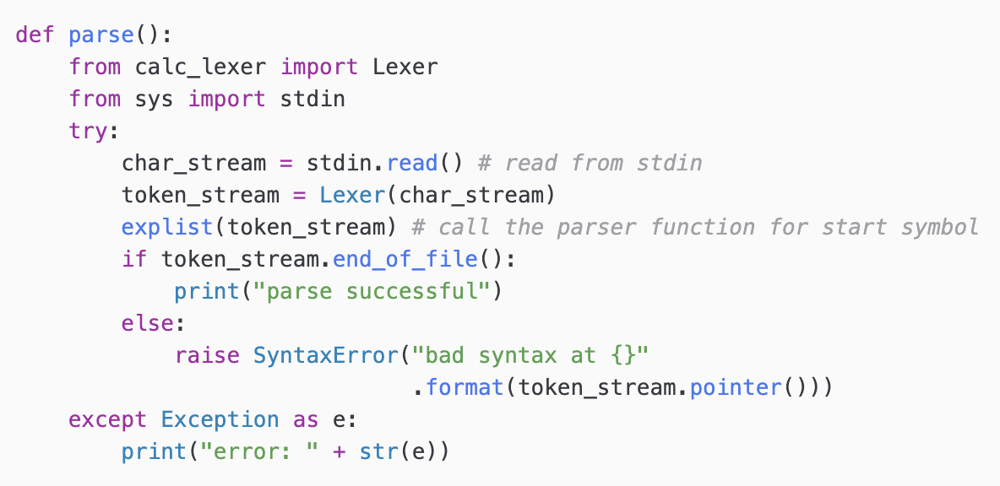 def parse():
    from calc_lexer import Lexer
    from sys import stdin
    try:
        char_stream = stdin.read() # read from stdin
        token_stream = Lexer(char_stream)
        explist(token_stream) # call the parser function for start symbol
        if token_stream.end_of_file():
            print("parse successful")
        else:
            raise SyntaxError("bad syntax at {}"
                              .format(token_stream.pointer()))
    except Exception as e:
        print("error: " + str(e))